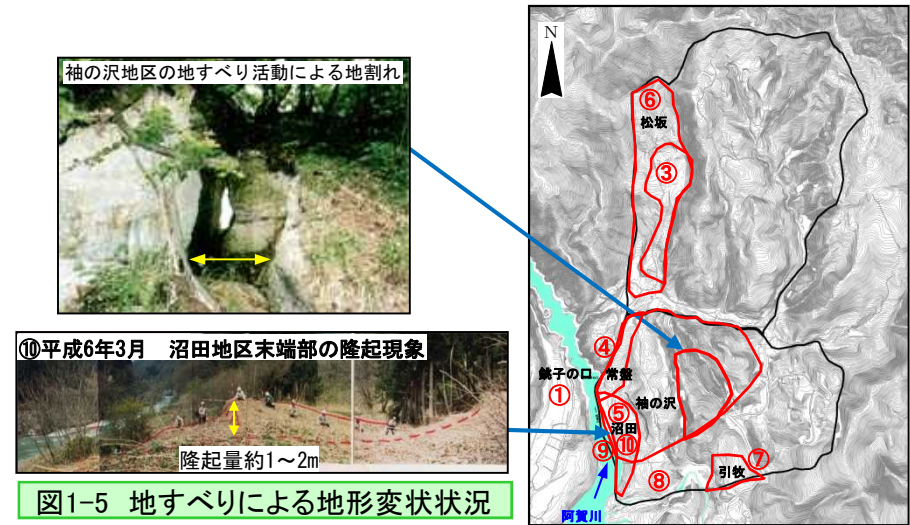 袖の沢地区の地すべり活動による地割れ
⑩平成6年3月　沼田地区末端部の隆起現象
隆起量約1～2m
図1-5　地すべりによる地形変状状況
N
⑥
松坂
③
④
銚子の口
常盤
①
袖の沢
⑤
沼田
⑩
⑨
⑦
引牧
⑧
阿賀川